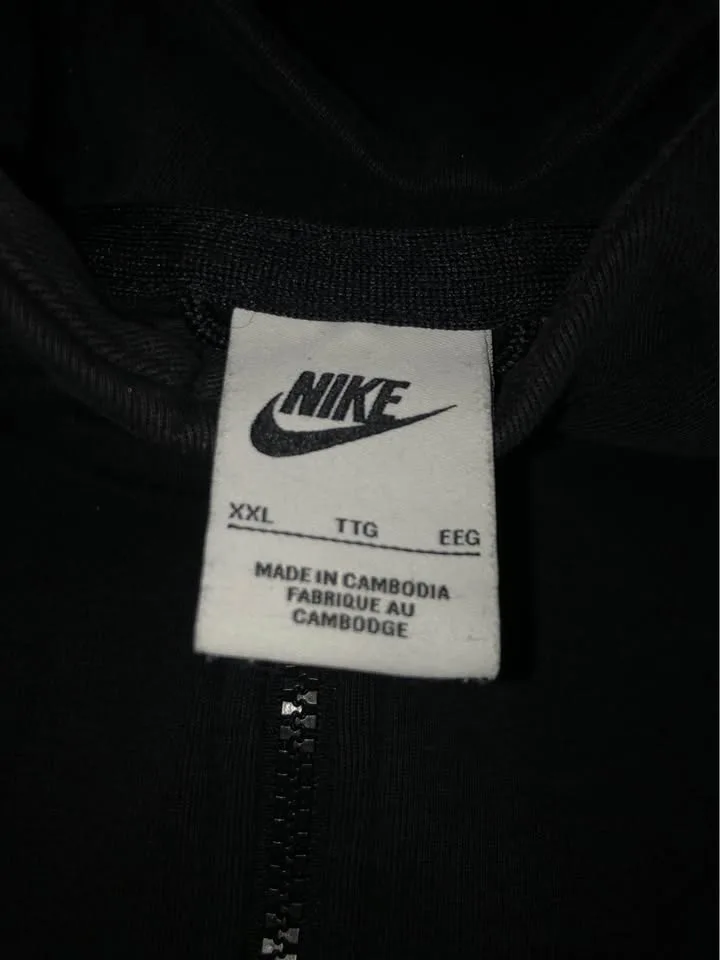 NIKE
XXL TTG EEG
MADE IN CAMBODIA
FABRIQUE AU
CAMBODGE